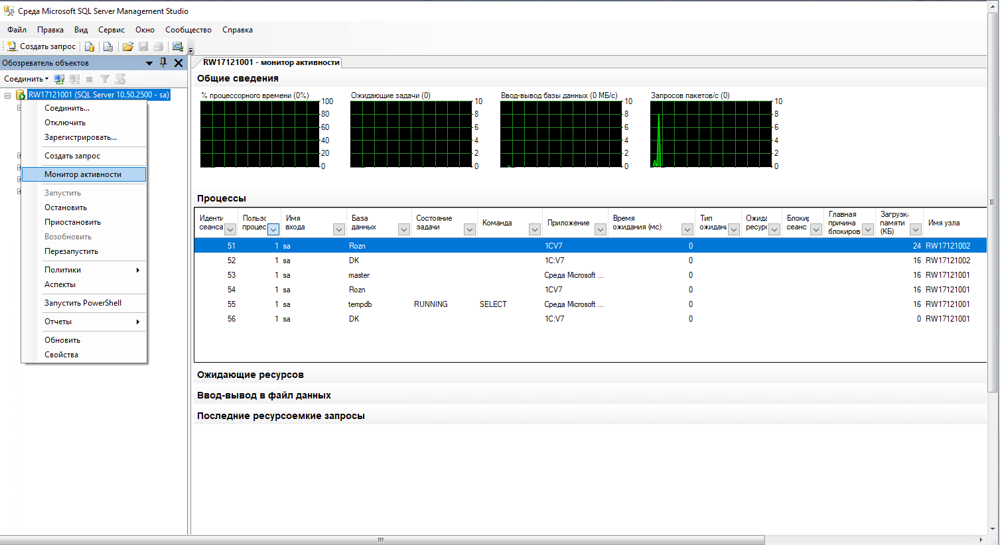 Среда Microsoft SQL Server Management Studio
Файл Правка Вид Сервис Окно Сообщество Справка
Создать запрос
Обозреватель объектов
Соединить
RW17121001 (SQL Server 10.50.2500 - sa)
Соединить...
Отключить
Зарегистрировать...
Создать запрос
Монитор активности
Запустить
Остановить
Приостановить
Возобновить
Перезапустить
Политики
Аспекты
Запустить PowerShell
Отчеты
Обновить
Свойства
RW17121001 - монитор активности
Общие сведения
% процессорного времени (0%)
100
80
60
40
20
0
Ожидающие задачи (0)
10
8
6
4
2
0
Ввод-вывод базы данных (0 МБ/с)
10
8
6
4
2
0
Запросов пакетов/с (0)
10
8
6
4
2
0
Процессы
Иденти сеанса Пользо процес Имя входа База данных Состояние задачи Команда Приложение Время ожидания (мс) Тип ожидани Ожида ресурс Блокир сеанс Главная причина блокиров Загрузка памяти (КБ) Имя узла
51 1 sa Rozn 1CV7 0 24 RW17121002
52 1 sa DK 1C:V7 0 16 RW17121002
53 1 sa master Среда Microsoft ... 0 16 RW17121001
54 1 sa Rozn 1CV7 0 16 RW17121001
55 1 sa tempdb RUNNING SELECT Среда Microsoft ... 0 16 RW17121001
56 1 sa DK 1C:V7 0 0 RW17121001
Ожидающие ресурсов
Ввод-вывод в файл данных
Последние ресурсоемкие запросы